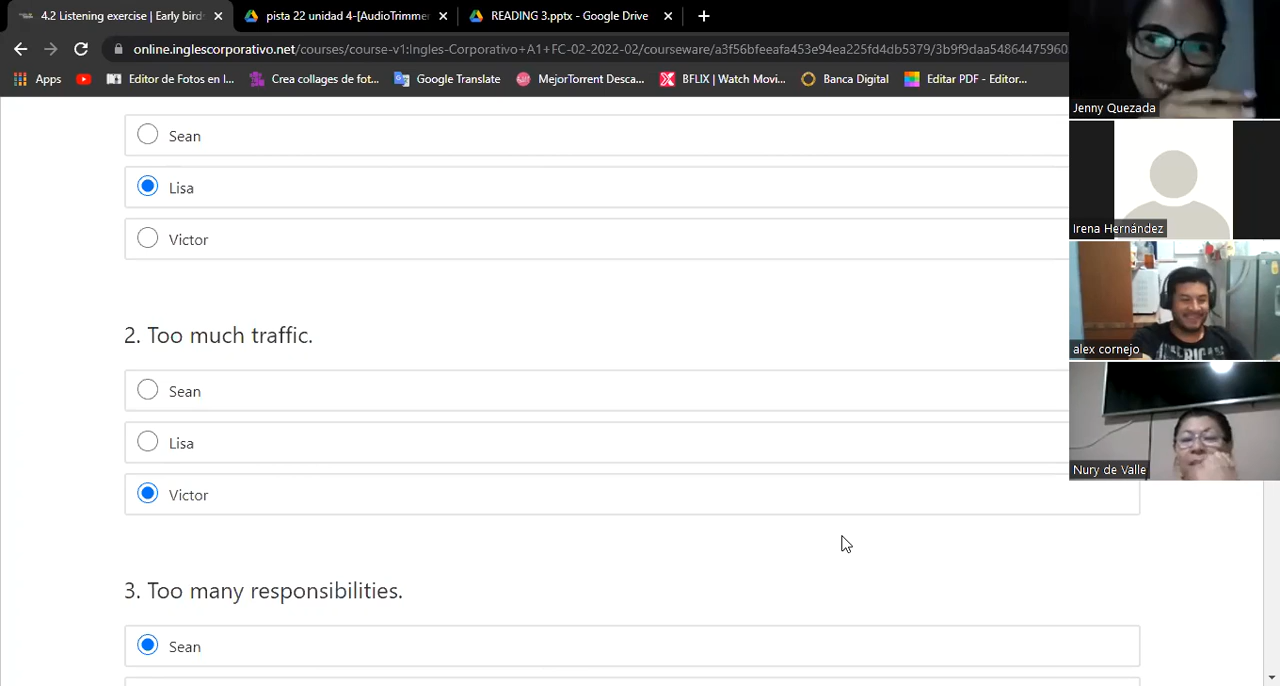 4.2 Listening exercise | Early bird:
pista 22 unidad 4-[AudioTrimmer
READING 3.pptx - Google Drive
online.inglescorporativo.net/courses/course-v1:Ingles-Corporativo+A1+FC-02-2022-02/courseware/a3f56bfeeafa453e94ea225fd4db5379/3b9f9daa54864475960
Apps
Editor de Fotos en l...
Crea collages de fot...
Google Translate
MejorTorrent Desca...
BFLIX | Watch Movi...
Banca Digital
Editar PDF - Editor...
Sean
Lisa
Victor
2. Too much traffic.
Sean
Lisa
Victor
3. Too many responsibilities.
Sean
Jenny Quezada
Irena Hernández
alex cornejo
Nury de Valle